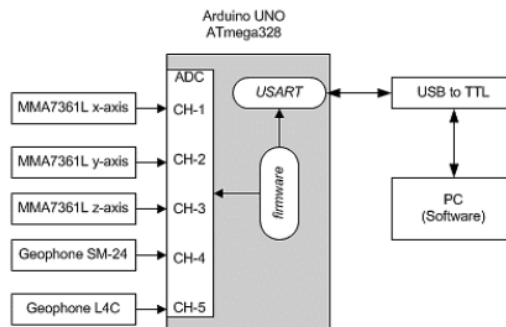 Arduino UNO
ATmega328
ADC
MMA7361L x-axis
CH-1
USART
USB to TTL
MMA7361L y-axis
CH-2
MMA7361L z-axis
CH-3
firmware
PC
(Software)
Geophone SM-24
CH-4
Geophone L4C
CH-5